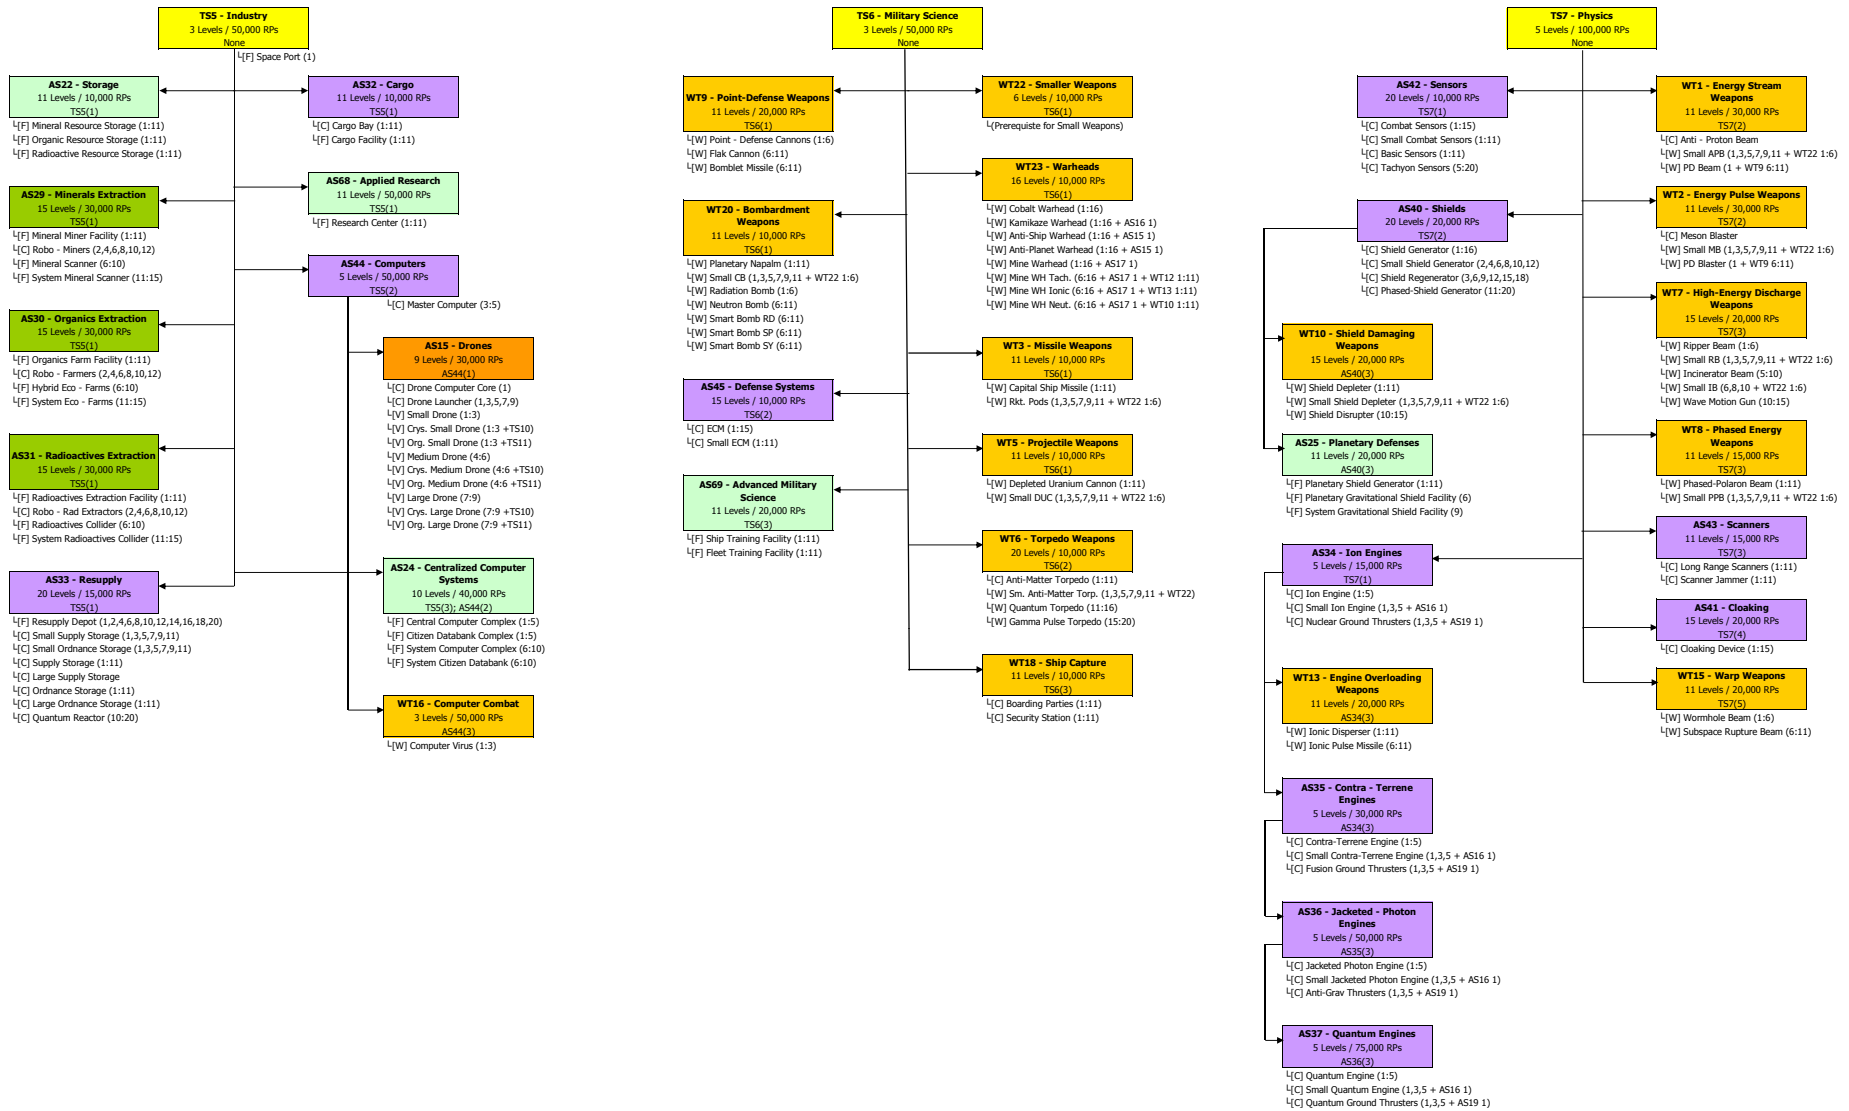 TS5 - Industry
3 Levels / 50,000 RPs
None
[F] Space Port (1)
AS22 - Storage
11 Levels / 10,000 RPs
TS5(1)
[F] Mineral Resource Storage (1:11)
[F] Organic Resource Storage (1:11)
[F] Radioactive Resource Storage (1:11)
AS32 - Cargo
11 Levels / 10,000 RPs
TS5(1)
[C] Cargo Bay (1:11)
[F] Cargo Facility (1:11)
AS29 - Minerals Extraction
15 Levels / 30,000 RPs
TS5(1)
[F] Mineral Miner Facility (1:11)
[C] Robo - Miners (2,4,6,8,10,12)
[F] Mineral Scanner (6:10)
[F] System Mineral Scanner (11:15)
AS68 - Applied Research
11 Levels / 50,000 RPs
TS5(1)
[F] Research Center (1:11)
AS44 - Computers
5 Levels / 50,000 RPs
TS5(2)
[C] Master Computer (3:5)
AS30 - Organics Extraction
15 Levels / 30,000 RPs
TS5(1)
[F] Organics Farm Facility (1:11)
[C] Robo - Farmers (2,4,6,8,10,12)
[F] Hybrid Eco - Farms (6:10)
[F] System Eco - Farms (11:15)
AS15 - Drones
9 Levels / 30,000 RPs
AS44(1)
[C] Drone Computer Core (1)
[C] Drone Launcher (1,3,5,7,9)
[V] Small Drone (1:3)
[V] Crys. Small Drone (1:3 +TS10)
[V] Org. Small Drone (1:3 +TS11)
[V] Medium Drone (4:6)
[V] Crys. Medium Drone (4:6 +TS10)
[V] Org. Medium Drone (4:6 +TS11)
[V] Large Drone (7:9)
[V] Crys. Large Drone (7:9 +TS10)
[V] Org. Large Drone (7:9 +TS11)
AS31 - Radioactives Extraction
15 Levels / 30,000 RPs
TS5(1)
[F] Radioactives Extraction Facility (1:11)
[C] Robo - Rad Extractors (2,4,6,8,10,12)
[F] Radioactives Collider (6:10)
[F] System Radioactives Collider (11:15)
AS33 - Resupply
20 Levels / 15,000 RPs
TS5(1)
[F] Resupply Depot (1,2,4,6,8,10,12,14,16,18,20)
[C] Small Supply Storage (1,3,5,7,9,11)
[C] Small Ordnance Storage (1,3,5,7,9,11)
[C] Supply Storage (1:11)
[C] Large Supply Storage
[C] Ordnance Storage (1:11)
[C] Large Ordnance Storage (1:11)
[C] Quantum Reactor (10:20)
AS24 - Centralized Computer
Systems
10 Levels / 40,000 RPs
TS5(3); AS44(2)
[F] Central Computer Complex (1:5)
[F] Citizen Databank Complex (1:5)
[F] System Computer Complex (6:10)
[F] System Citizen Databank (6:10)
WT16 - Computer Combat
3 Levels / 50,000 RPs
AS44(3)
[W] Computer Virus (1:3)
TS6 - Military Science
3 Levels / 50,000 RPs
None
WT9 - Point-Defense Weapons
11 Levels / 20,000 RPs
TS6(1)
[W] Point - Defense Cannons (1:6)
[W] Flak Cannon (6:11)
[W] Bomblet Missile (6:11)
WT22 - Smaller Weapons
6 Levels / 10,000 RPs
TS6(1)
(Prerequiste for Small Weapons)
WT23 - Warheads
16 Levels / 10,000 RPs
TS6(1)
[W] Cobalt Warhead (1:16)
[W] Kamikaze Warhead (1:16 + AS16 1)
[W] Anti-Ship Warhead (1:16 + AS15 1)
[W] Anti-Planet Warhead (1:16 + AS15 1)
[W] Mine Warhead (1:16 + AS17 1)
[W] Mine WH Tach. (6:16 + AS17 1 + WT12 1:11)
[W] Mine WH Ionic (6:16 + AS17 1 + WT13 1:11)
[W] Mine WH Neut. (6:16 + AS17 1 + WT10 1:11)
WT20 - Bombardment
Weapons
11 Levels / 10,000 RPs
TS6(1)
[W] Planetary Napalm (1:11)
[W] Small CB (1,3,5,7,9,11 + WT22 1:6)
[W] Radiation Bomb (1:6)
[W] Neutron Bomb (6:11)
[W] Smart Bomb RD (6:11)
[W] Smart Bomb SP (6:11)
[W] Smart Bomb SY (6:11)
WT3 - Missile Weapons
11 Levels / 10,000 RPs
TS6(1)
[W] Capital Ship Missile (1:11)
[W] Rkt. Pods (1,3,5,7,9,11 + WT22 1:6)
AS45 - Defense Systems
15 Levels / 10,000 RPs
TS6(2)
[C] ECM (1:15)
[C] Small ECM (1:11)
WT5 - Projectile Weapons
11 Levels / 10,000 RPs
TS6(1)
[W] Depleted Uranium Cannon (1:11)
[W] Small DUC (1,3,5,7,9,11 + WT22 1:6)
AS69 - Advanced Military
Science
11 Levels / 20,000 RPs
TS6(3)
[F] Ship Training Facility (1:11)
[F] Fleet Training Facility (1:11)
WT6 - Torpedo Weapons
20 Levels / 10,000 RPs
TS6(2)
[C] Anti-Matter Torpedo (1:11)
[W] Sm. Anti-Matter Torp. (1,3,5,7,9,11 + WT22)
[W] Quantum Torpedo (11:16)
[W] Gamma Pulse Torpedo (15:20)
WT18 - Ship Capture
11 Levels / 10,000 RPs
TS6(3)
[C] Boarding Parties (1:11)
[C] Security Station (1:11)
TS7 - Physics
5 Levels / 100,000 RPs
None
AS42 - Sensors
20 Levels / 10,000 RPs
TS7(1)
[C] Combat Sensors (1:15)
[C] Small Combat Sensors (1:11)
[C] Basic Sensors (1:11)
[C] Tachyon Sensors (5:20)
WT1 - Energy Stream
Weapons
11 Levels / 30,000 RPs
TS7(2)
[C] Anti - Proton Beam
[W] Small APB (1,3,5,7,9,11 + WT22 1:6)
[W] PD Beam (1 + WT9 6:11)
AS40 - Shields
20 Levels / 20,000 RPs
TS7(2)
[C] Shield Generator (1:16)
[C] Small Shield Generator (2,4,6,8,10,12)
[C] Shield Regenerator (3,6,9,12,15,18)
[C] Phased-Shield Generator (11:20)
WT2 - Energy Pulse Weapons
11 Levels / 30,000 RPs
TS7(2)
[C] Meson Blaster
[W] Small MB (1,3,5,7,9,11 + WT22 1:6)
[W] PD Blaster (1 + WT9 6:11)
WT7 - High-Energy Discharge
Weapons
15 Levels / 20,000 RPs
TS7(3)
[W] Ripper Beam (1:6)
[W] Small RB (1,3,5,7,9,11 + WT22 1:6)
[W] Incinerator Beam (5:10)
[W] Small IB (6,8,10 + WT22 1:6)
[W] Wave Motion Gun (10:15)
WT10 - Shield Damaging
Weapons
15 Levels / 20,000 RPs
AS40(3)
[W] Shield Depleter (1:11)
[W] Small Shield Depleter (1,3,5,7,9,11 + WT22 1:6)
[W] Shield Disrupter (10:15)
AS25 - Planetary Defenses
11 Levels / 20,000 RPs
AS40(3)
[F] Planetary Shield Generator (1:11)
[F] Planetary Gravitational Shield Facility (6)
[F] System Gravitational Shield Facility (9)
WT8 - Phased Energy
Weapons
11 Levels / 15,000 RPs
TS7(3)
[W] Phased-Polaron Beam (1:11)
[W] Small PPB (1,3,5,7,9,11 + WT22 1:6)
AS43 - Scanners
11 Levels / 15,000 RPs
TS7(3)
[C] Long Range Scanners (1:11)
[C] Scanner Jammer (1:11)
AS34 - Ion Engines
5 Levels / 15,000 RPs
TS7(1)
[C] Ion Engine (1:5)
[C] Small Ion Engine (1,3,5 + AS16 1)
[C] Nuclear Ground Thrusters (1,3,5 + AS19 1)
AS41 - Cloaking
15 Levels / 20,000 RPs
TS7(4)
[C] Cloaking Device (1:15)
WT13 - Engine Overloading
Weapons
11 Levels / 20,000 RPs
AS34(3)
[W] Ionic Disperser (1:11)
[W] Ionic Pulse Missile (6:11)
WT15 - Warp Weapons
11 Levels / 20,000 RPs
TS7(5)
[W] Wormhole Beam (1:6)
[W] Subspace Rupture Beam (6:11)
AS35 - Contra - Terrene
Engines
5 Levels / 30,000 RPs
AS34(3)
[C] Contra-Terrene Engine (1:5)
[C] Small Contra-Terrene Engine (1,3,5 + AS16 1)
[C] Fusion Ground Thrusters (1,3,5 + AS19 1)
AS36 - Jacketed - Photon
Engines
5 Levels / 50,000 RPs
AS35(3)
[C] Jacketed Photon Engine (1:5)
[C] Small Jacketed Photon Engine (1,3,5 + AS16 1)
[C] Anti-Grav Thrusters (1,3,5 + AS19 1)
AS37 - Quantum Engines
5 Levels / 75,000 RPs
AS36(3)
[C] Quantum Engine (1:5)
[C] Small Quantum Engine (1,3,5 + AS16 1)
[C] Quantum Ground Thrusters (1,3,5 + AS19 1)